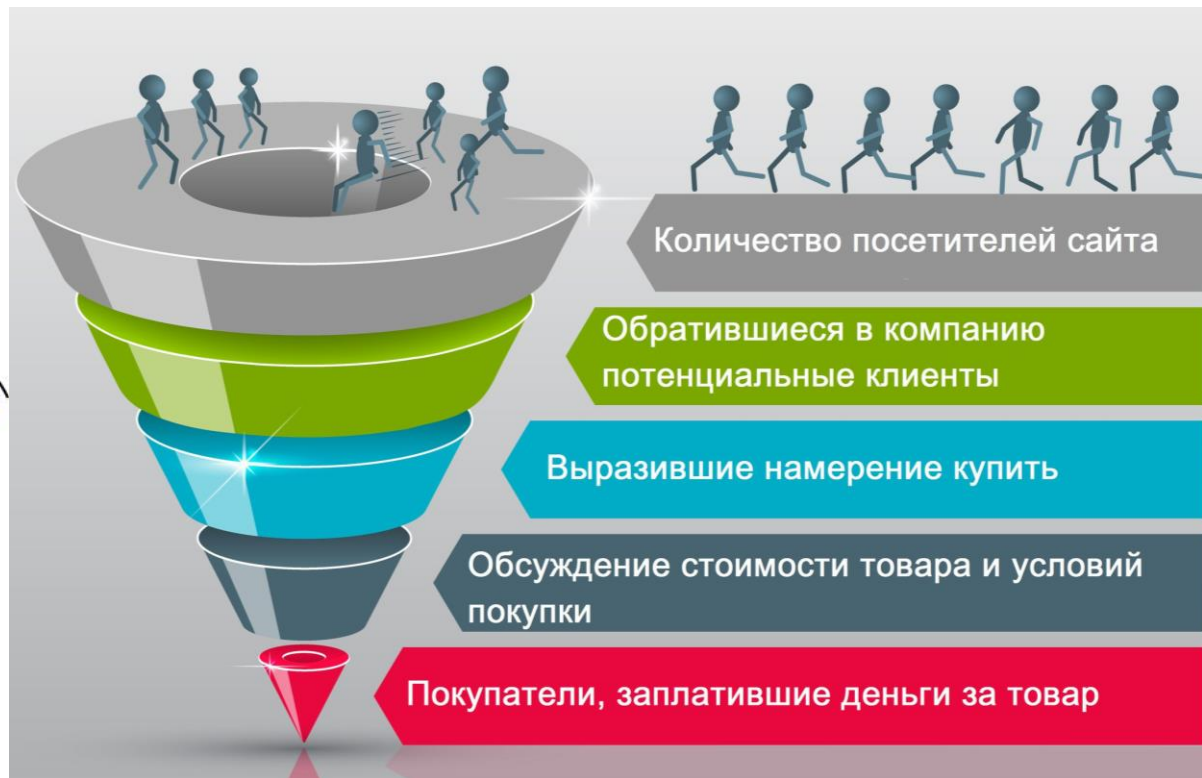 Количество посетителей сайта
Обратившиеся в компанию
потенциальные клиенты
Выразившие намерение купить
Обсуждение стоимости товара и условий
покупки
Покупатели, заплатившие деньги за товар